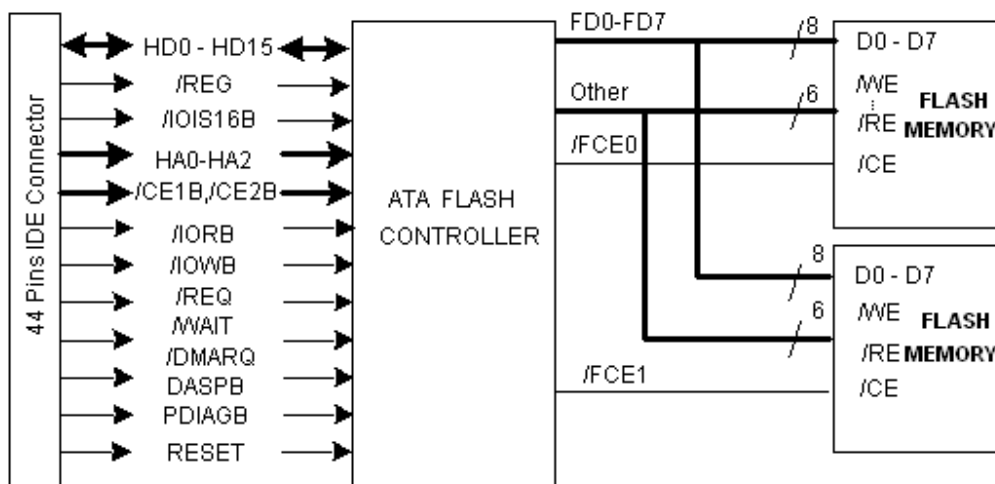 44 Pins IDE Connector
HD0 - HD15
/REG
/IOIS16B
HA0-HA2
/CE1B,/CE2B
/IORB
/IOWB
/REQ
/WAIT
/DMARQ
DASPB
PDIAGB
RESET
ATA FLASH
CONTROLLER
FD0-FD7
Other
/FCE0
/FCE1
8
6
D0 - D7
/WE
/RE
/CE
FLASH
MEMORY
8
6
D0 - D7
/WE
/RE
/CE
FLASH
MEMORY